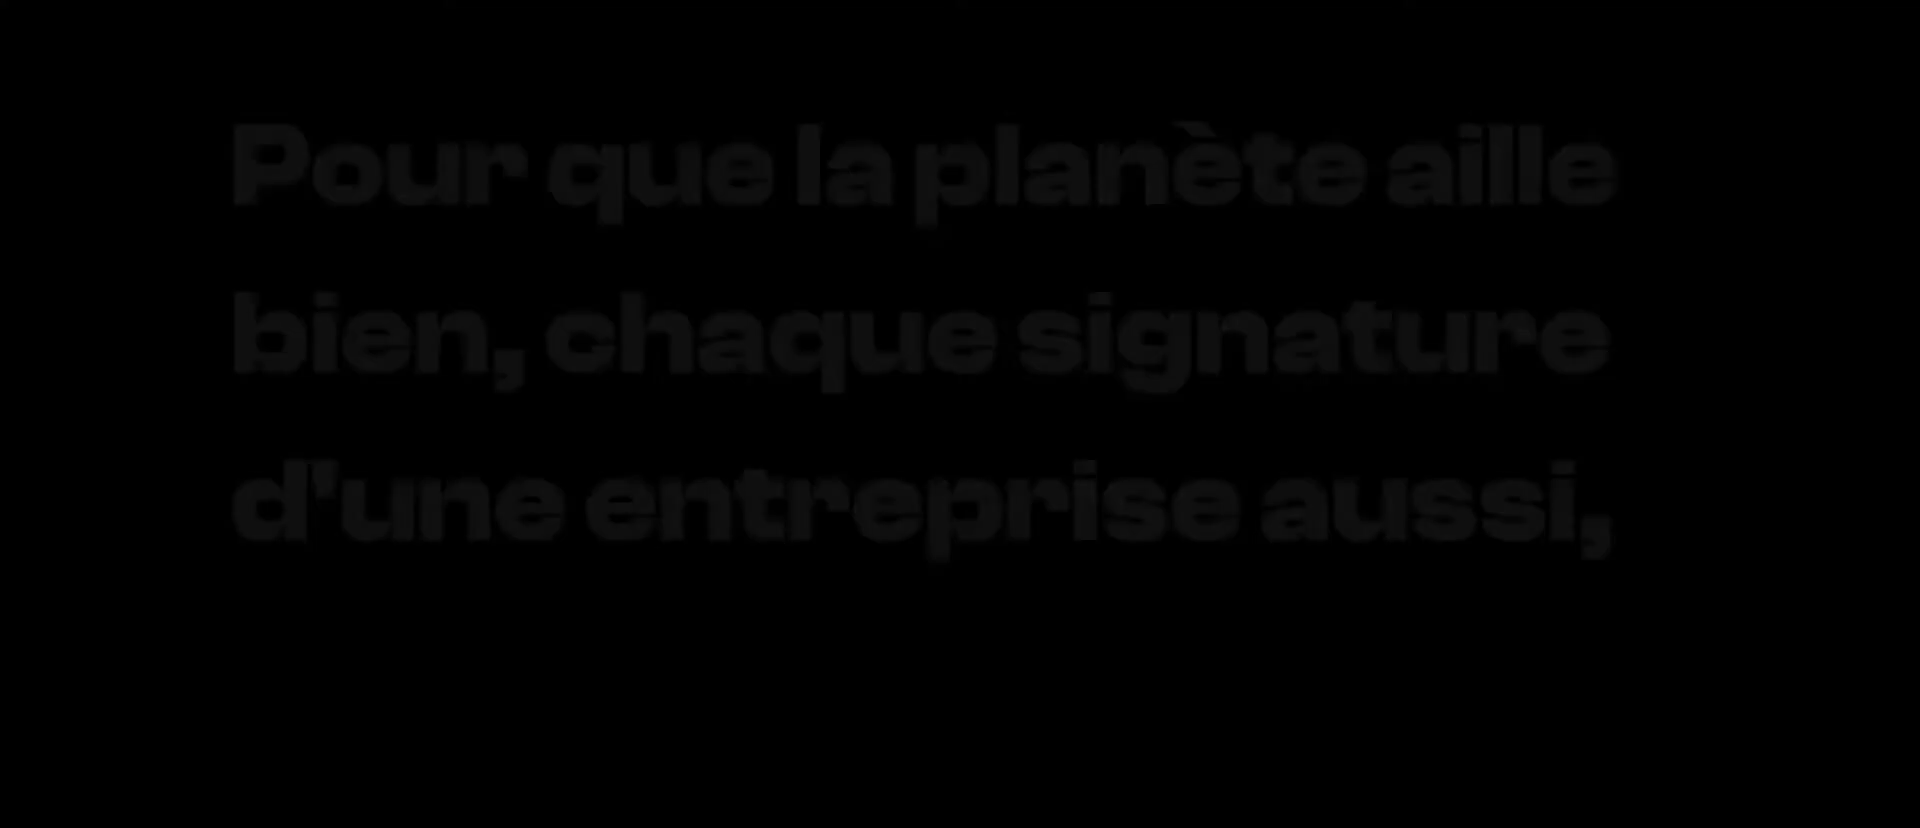 Pour que la planète aille
bien, chaque signature
d'une entreprise aussi,